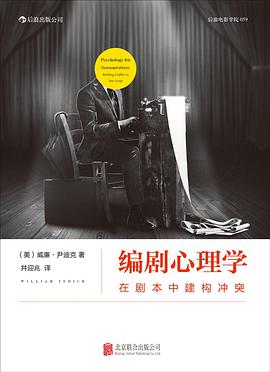 后浪出版公司
后浪电影学院 059
Psychology for
Screenwriters
Building Conflict in
Your Script
(美) 威廉·尹迪克 著
井迎兆 译
WILLIAM INDICK
编剧心理学
在剧本中建构冲突
北京联合出版公司
Beijing United Publishing Co.,Ltd.